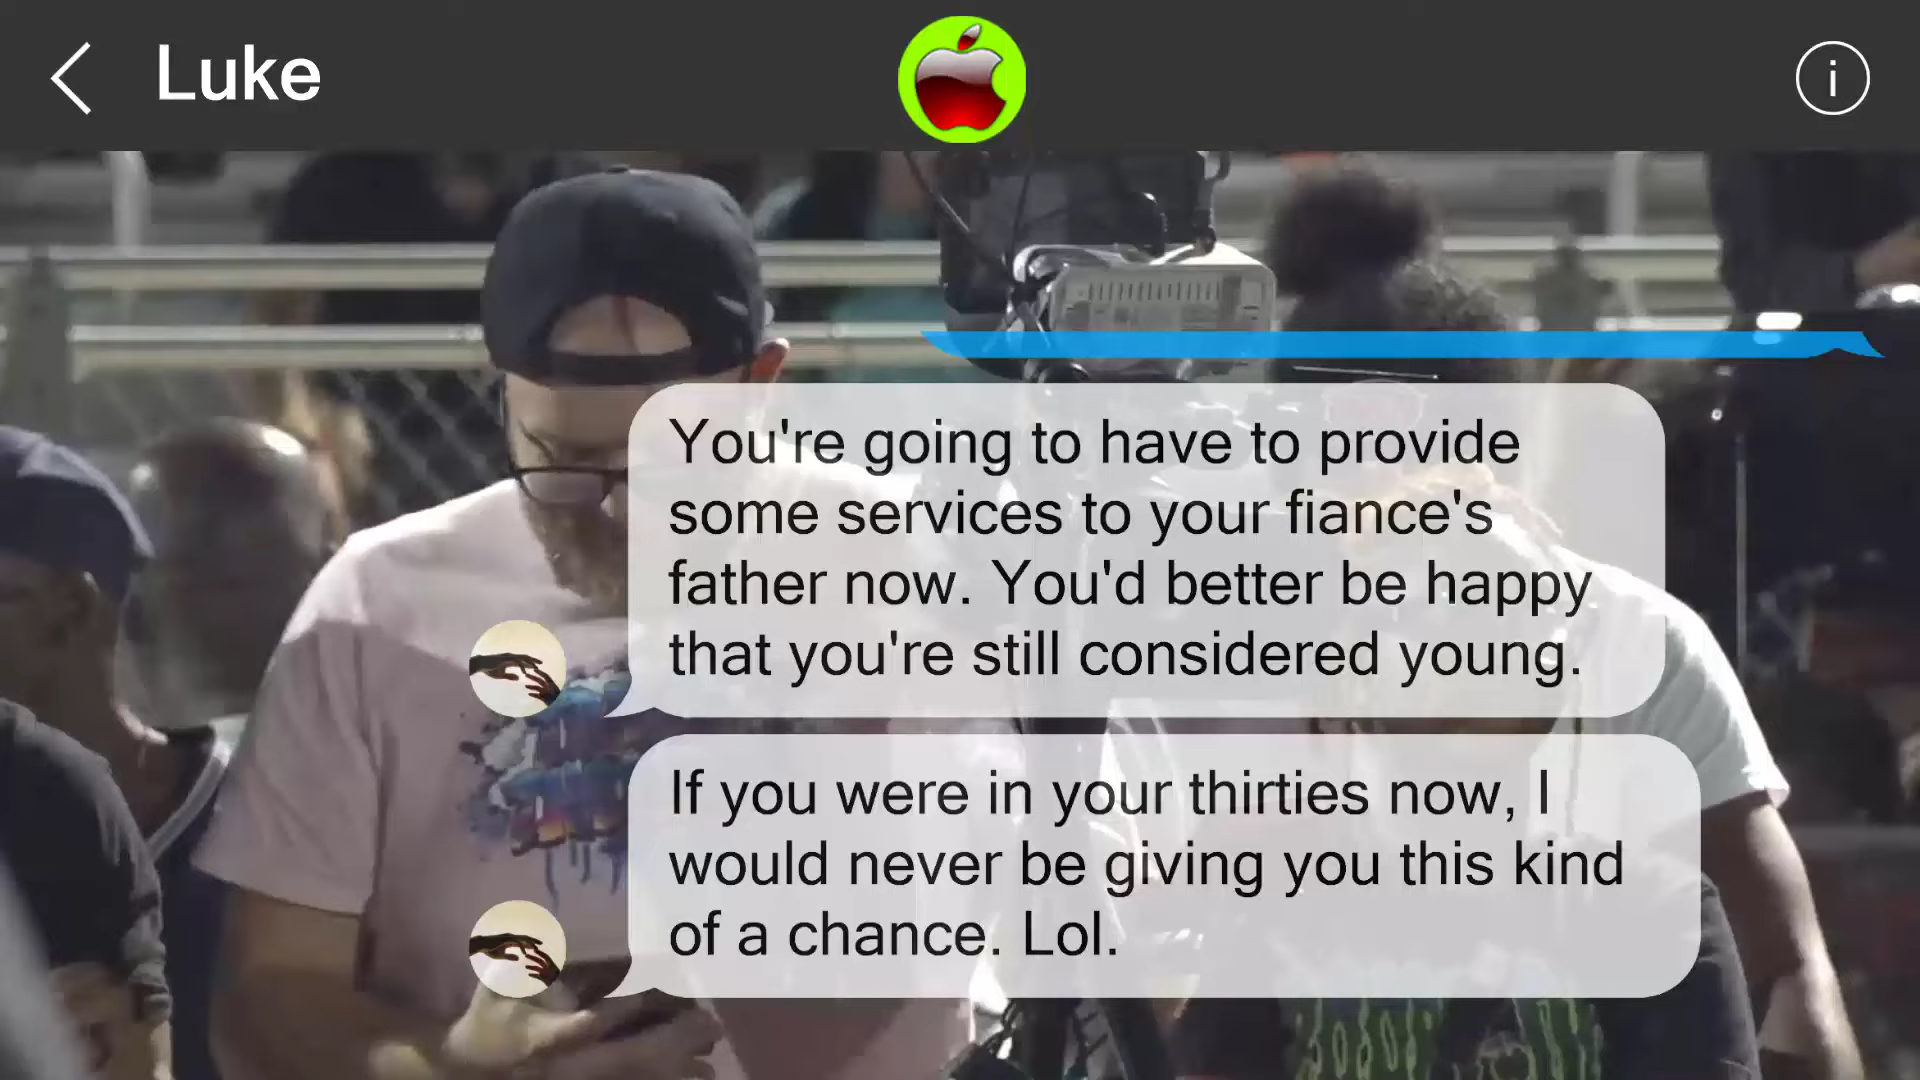 Luke
You're going to have to provide
some services to your fiance's
father now. You'd better be happy
that you're still considered young.
If you were in your thirties now, I
would never be giving you this kind
of a chance. Lol.